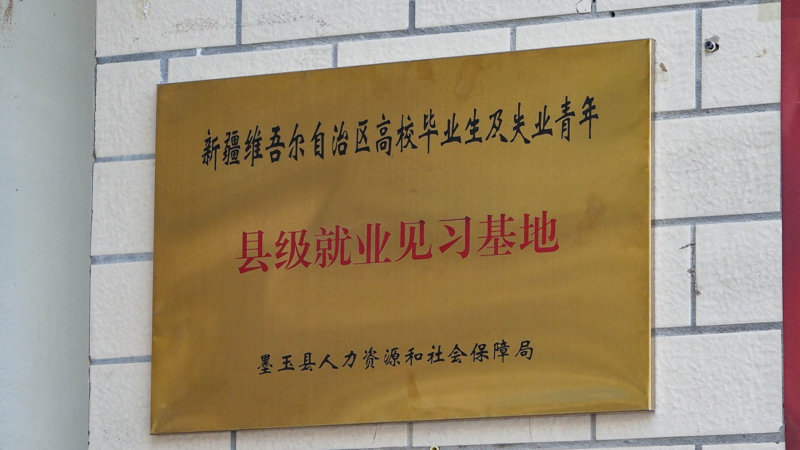 新疆维吾尔自治区高校毕业生及失业青年
县级就业见习基地
墨玉县人力资源和社会保障局